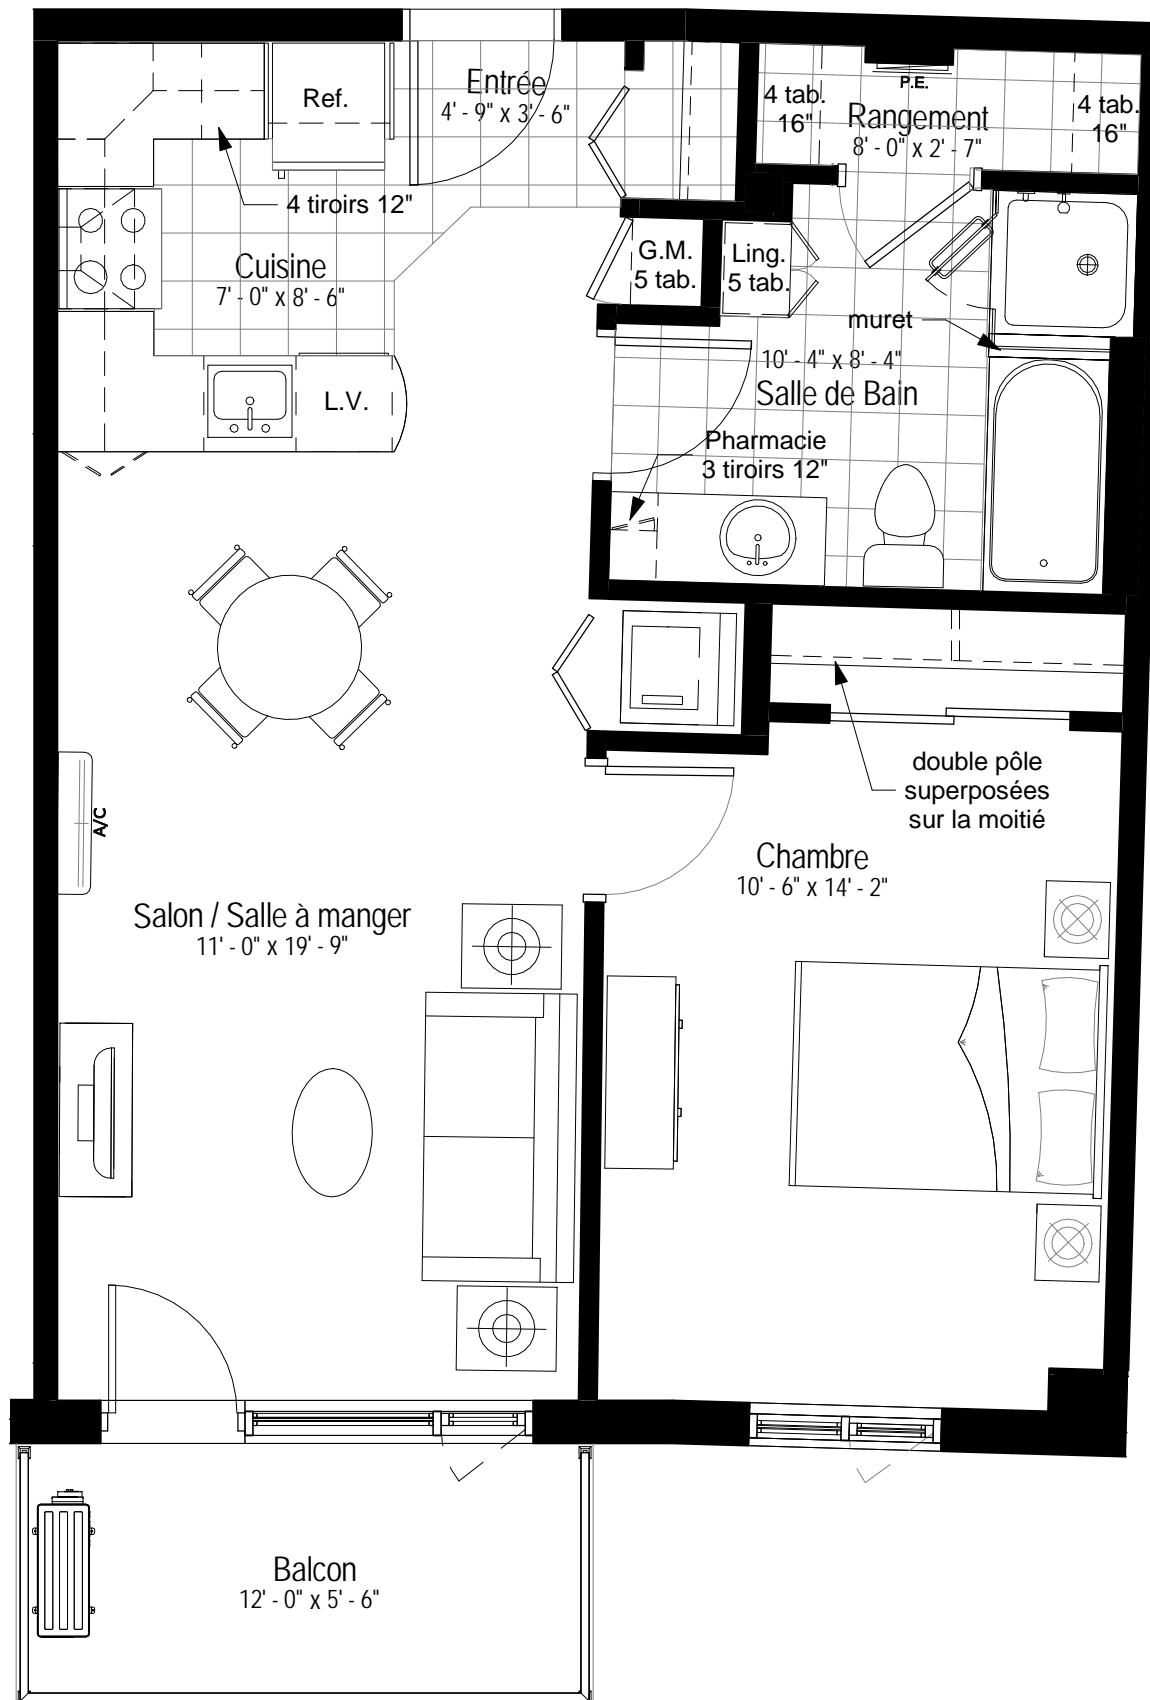 Entrée
4' - 9" x 3' - 6"
Ref.
P.E.
4 tab.
16"
Rangement
8' - 0" x 2' - 7"
4 tab.
16"
4 tiroirs 12"
Cuisine
7' - 0" x 8' - 6"
G.M.
5 tab.
Ling.
5 tab.
muret
10' - 4" x 8' - 4"
Salle de Bain
L.V.
Pharmacie
3 tiroirs 12"
double pôle
superposées
sur la moitié
A/C
Chambre
10' - 6" x 14' - 2"
Salon / Salle à manger
11' - 0" x 19' - 9"
Balcon
12' - 0" x 5' - 6"